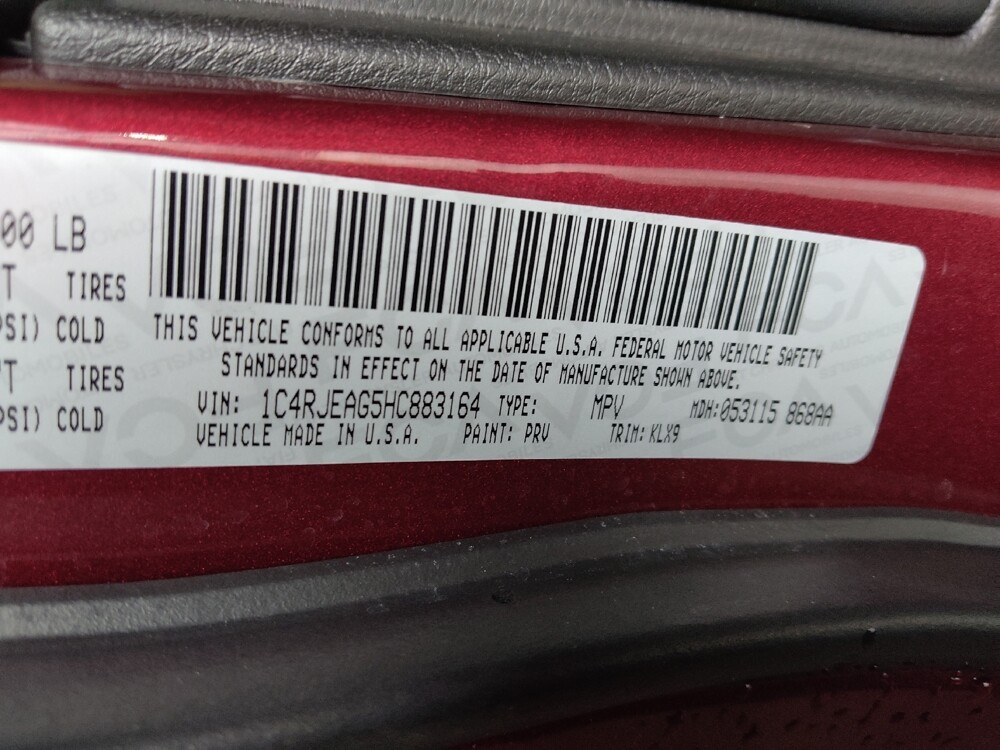 00 LB
T TIRES
PSI) COLD
T TIRES
PSI) COLD
THIS VEHICLE CONFORMS TO ALL APPLICABLE U.S.A. FEDERAL MOTOR VEHICLE SAFETY
STANDARDS IN EFFECT ON THE DATE OF MANUFACTURE SHOWN ABOVE.
VIN: 1C4RJEAG5HC883164 TYPE: MPV MDH:053115 868AA
VEHICLE MADE IN U.S.A. PAINT: PRV TRIM: KLX9